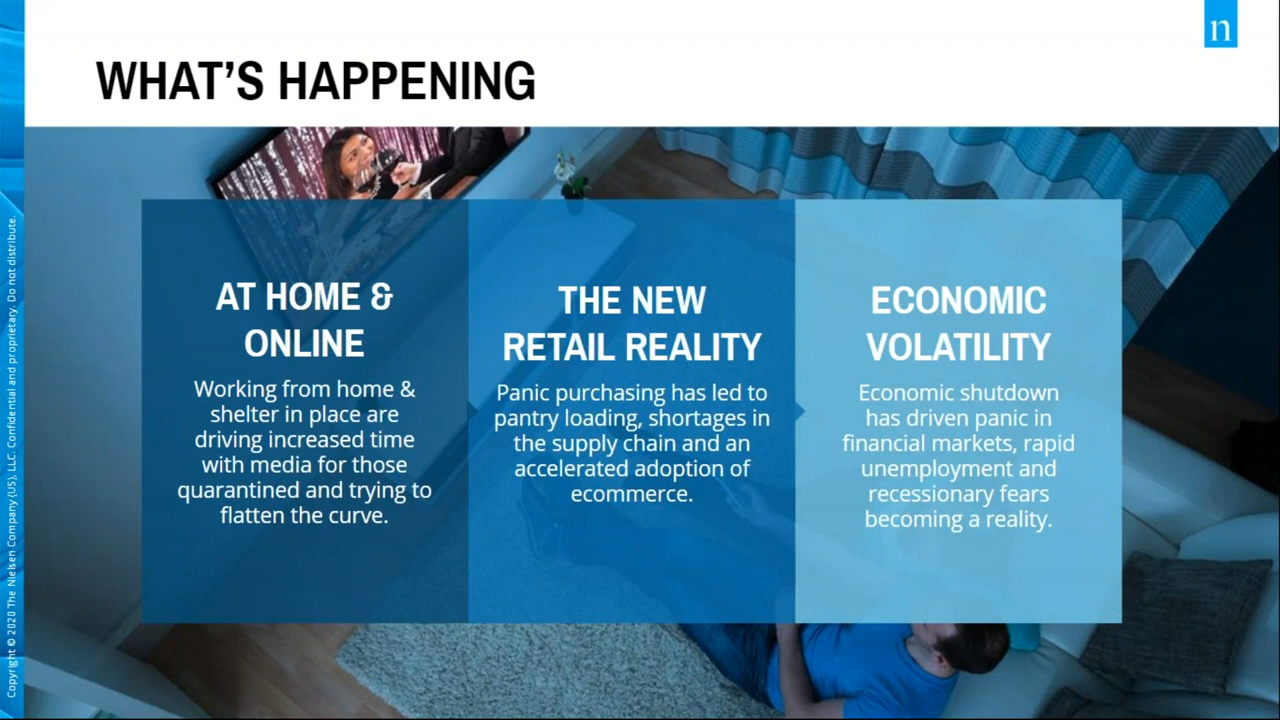 n
WHAT’S HAPPENING
AT HOME &
ONLINE
Working from home &
shelter in place are
driving increased time
with media for those
quarantined and trying to
flatten the curve.
THE NEW
RETAIL REALITY
Panic purchasing has led to
pantry loading, shortages in
the supply chain and an
accelerated adoption of
ecommerce.
ECONOMIC
VOLATILITY
Economic shutdown
has driven panic in
financial markets, rapid
unemployment and
recessionary fears
becoming a reality.
Copyright © 2020 The Nielsen Company (US), LLC. Confidential and proprietary. Do not distribute.